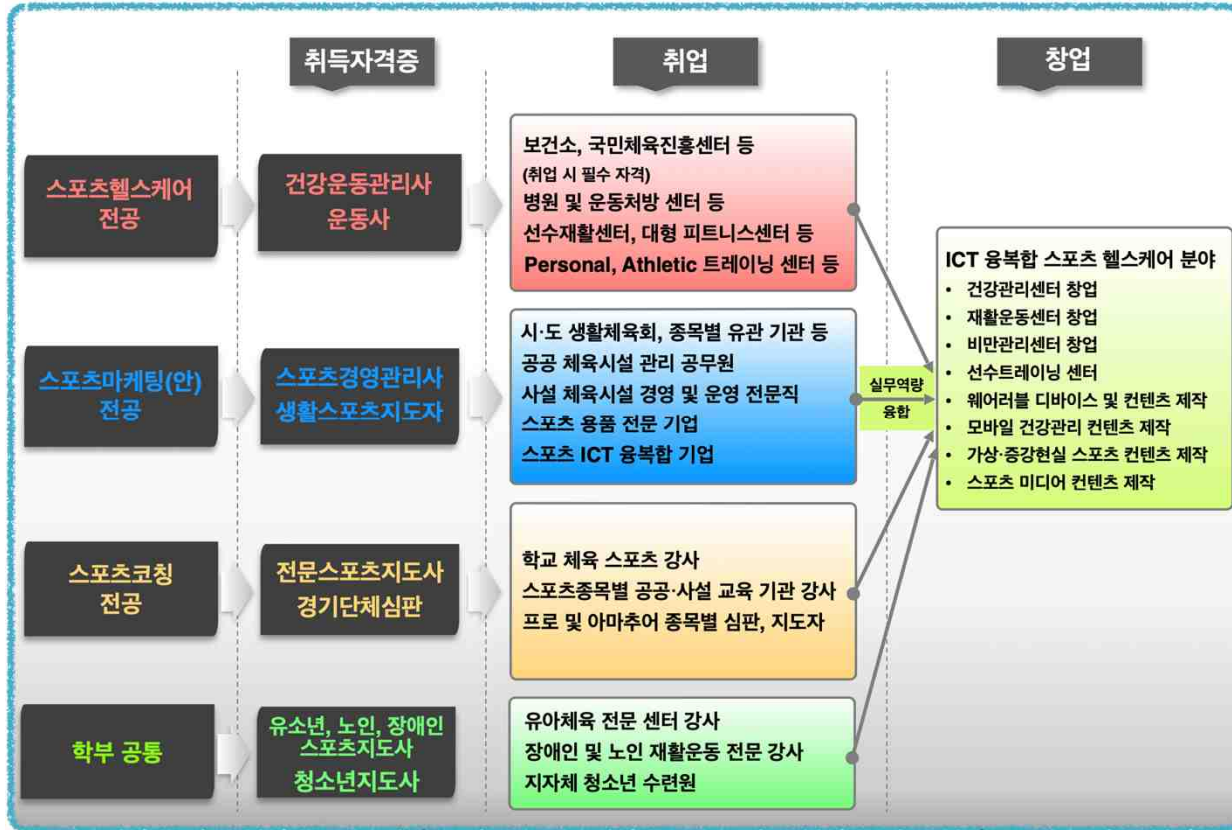 취득자격증
취업
창업
스포츠헬스케어
전공
건강운동관리사
운동사
보건소, 국민체육진흥센터 등
(취업 시 필수 자격)
병원 및 운동처방 센터 등
선수재활센터, 대형 피트니스센터 등
Personal, Athletic 트레이닝 센터 등
스포츠마케팅(안)
전공
스포츠경영관리사
생활스포츠지도자
시·도 생활체육회, 종목별 유관 기관 등
공공 체육시설 관리 공무원
사설 체육시설 경영 및 운영 전문직
스포츠 용품 전문 기업
스포츠 ICT 융복합 기업
실무역량
융합
ICT 융복합 스포츠 헬스케어 분야
• 건강관리센터 창업
• 재활운동센터 창업
• 비만관리센터 창업
• 선수트레이닝 센터
• 웨어러블 디바이스 및 컨텐츠 제작
• 모바일 건강관리 컨텐츠 제작
• 가상·증강현실 스포츠 컨텐츠 제작
• 스포츠 미디어 컨텐츠 제작
스포츠코칭
전공
전문스포츠지도사
경기단체심판
학교 체육 스포츠 강사
스포츠종목별 공공·사설 교육 기관 강사
프로 및 아마추어 종목별 심판, 지도자
학부 공통
유소년, 노인, 장애인
스포츠지도사
청소년지도사
유아체육 전문 센터 강사
장애인 및 노인 재활운동 전문 강사
지자체 청소년 수련원